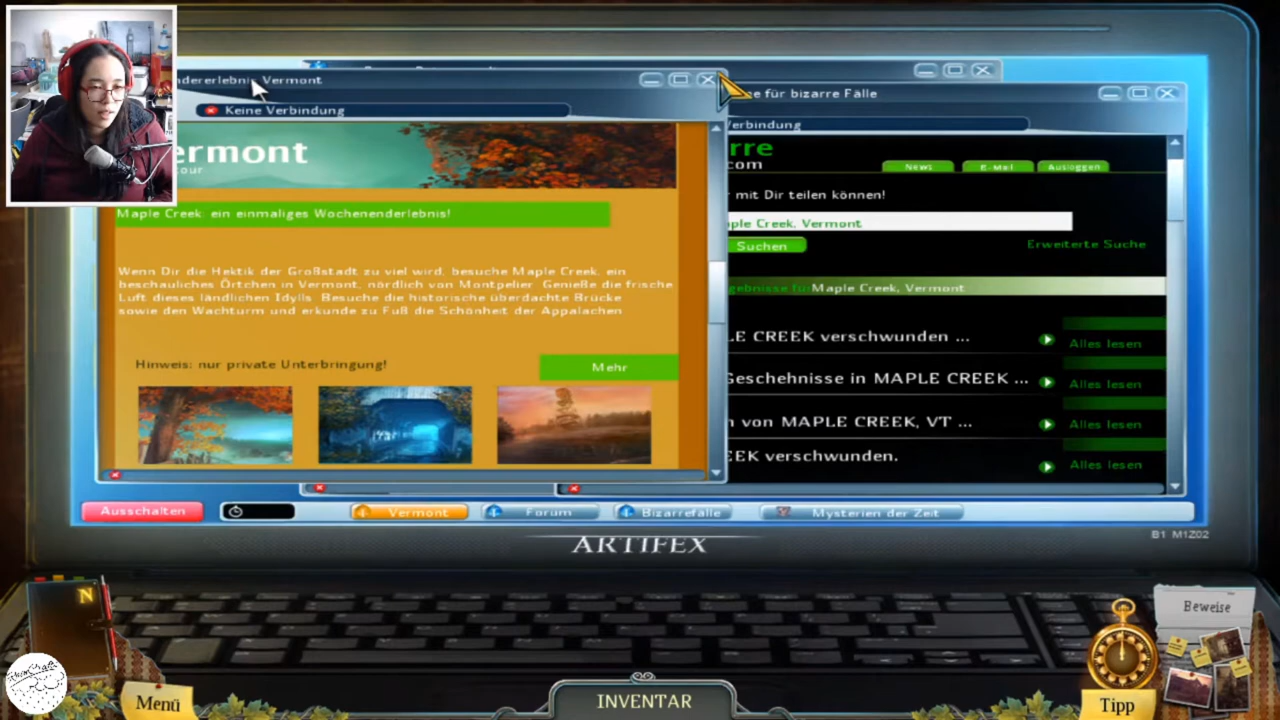 dererlebnis Vermont
Keine Verbindung
ermont
tour
Maple Creek: ein einmaliges Wochenenderlebnis!
Wenn Dir die Hektik der Großstadt zu viel wird, besuche Maple Creek, ein
beschauliches Örtchen in Vermont, nördlich von Montpelier. Genieße die frische
Luft dieses ländlichen Idylls. Besuche die historische überdachte Brücke
sowie den Wachturm und erkunde zu Fuß die Schönheit der Appalachen
Hinweis: nur private Unterbringung!
Mehr
e für bizarre Fälle
Verbindung
rre
com
News
E-Mail
Ausloggen
mit Dir teilen können!
ple Creek, Vermont
Suchen
Erweiterte Suche
gebnisse für Maple Creek, Vermont
LE CREEK verschwunden ...
Alles lesen
Geschehnisse in MAPLE CREEK ...
Alles lesen
n von MAPLE CREEK, VT ...
Alles lesen
EEK verschwunden.
Alles lesen
Ausschalten
Vermont
Forum
Bizarrefälle
Mysterien der Zeit
B1 M1Z02
ARTIFEX
N
Beweise
Menü
INVENTAR
Tipp